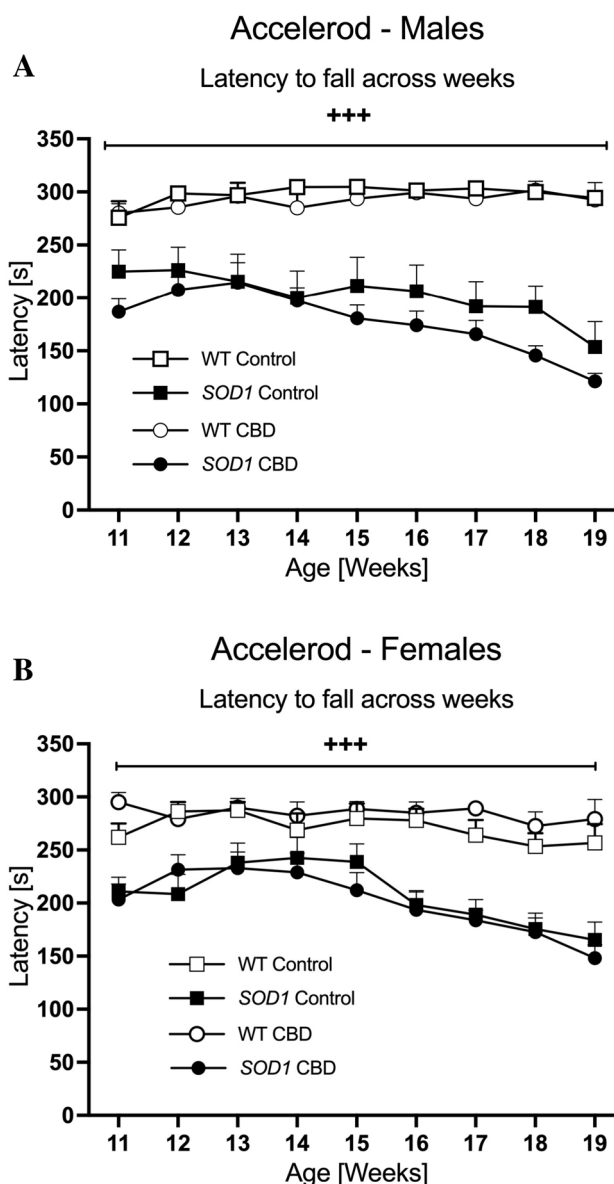 Accelerod - Males
A
Latency to fall across weeks
+++
350
300
250
200
150
100
50
0
Latency [s]
WT Control
SOD1 Control
WT CBD
SOD1 CBD
11 12 13 14 15 16 17 18 19
Age [Weeks]
Accelerod - Females
B
Latency to fall across weeks
+++
350
300
250
200
150
100
50
0
Latency [s]
WT Control
SOD1 Control
WT CBD
SOD1 CBD
11 12 13 14 15 16 17 18 19
Age [Weeks]